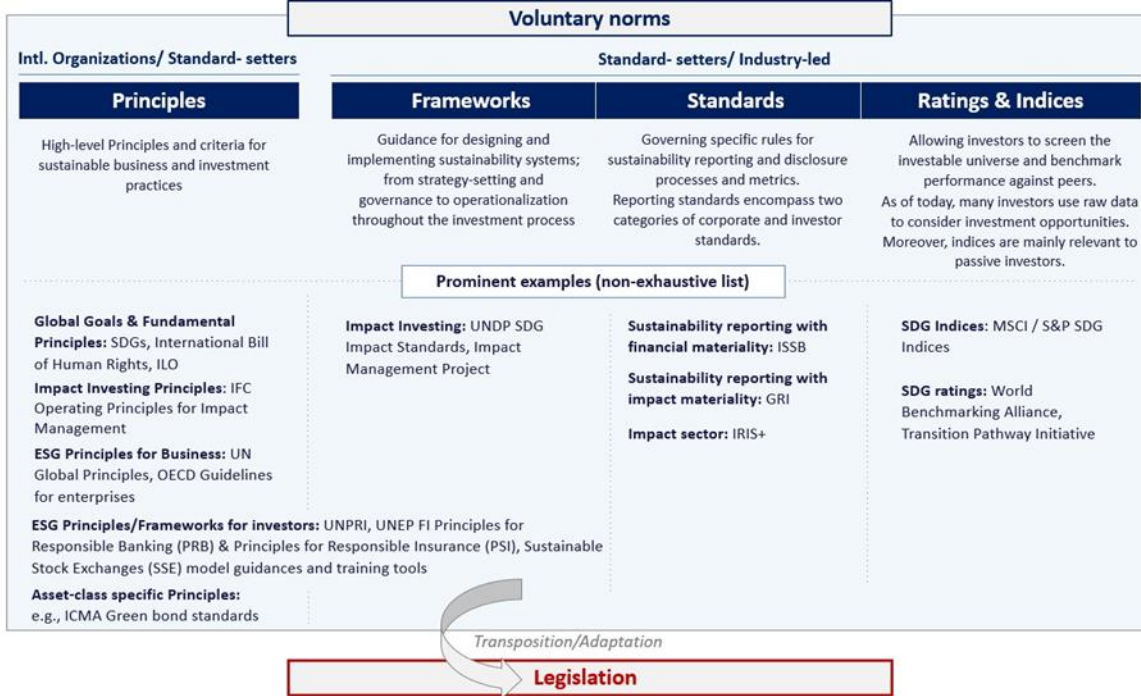 Voluntary norms
Intl. Organizations/ Standard- setters
Standard- setters/ Industry-led
Principles
High-level Principles and criteria for
sustainable business and investment
practices
Frameworks
Guidance for designing and
implementing sustainability systems;
from strategy-setting and
governance to operationalization
throughout the investment process
Standards
Governing specific rules for
sustainability reporting and disclosure
processes and metrics.
Reporting standards encompass two
categories of corporate and investor
standards.
Ratings & Indices
Allowing investors to screen the
investable universe and benchmark
performance against peers.
As of today, many investors use raw data
to consider investment opportunities.
Moreover, indices are mainly relevant to
passive investors.
Prominent examples (non-exhaustive list)
Global Goals & Fundamental
Principles: SDGs, International Bill
of Human Rights, ILO
Impact Investing Principles: IFC
Operating Principles for Impact
Management
ESG Principles for Business: UN
Global Principles, OECD Guidelines
for enterprises
Impact Investing: UNDP SDG
Impact Standards, Impact
Management Project
Sustainability reporting with
financial materiality: ISSB
Sustainability reporting with
impact materiality: GRI
Impact sector: IRIS+
SDG Indices: MSCI / S&P SDG
Indices
SDG ratings: World
Benchmarking Alliance,
Transition Pathway Initiative
ESG Principles/Frameworks for investors: UNPRI, UNEP FI Principles for
Responsible Banking (PRB) & Principles for Responsible Insurance (PSI), Sustainable
Stock Exchanges (SSE) model guidances and training tools
Asset-class specific Principles:
e.g., ICMA Green bond standards
Transposition/Adaptation
Legislation